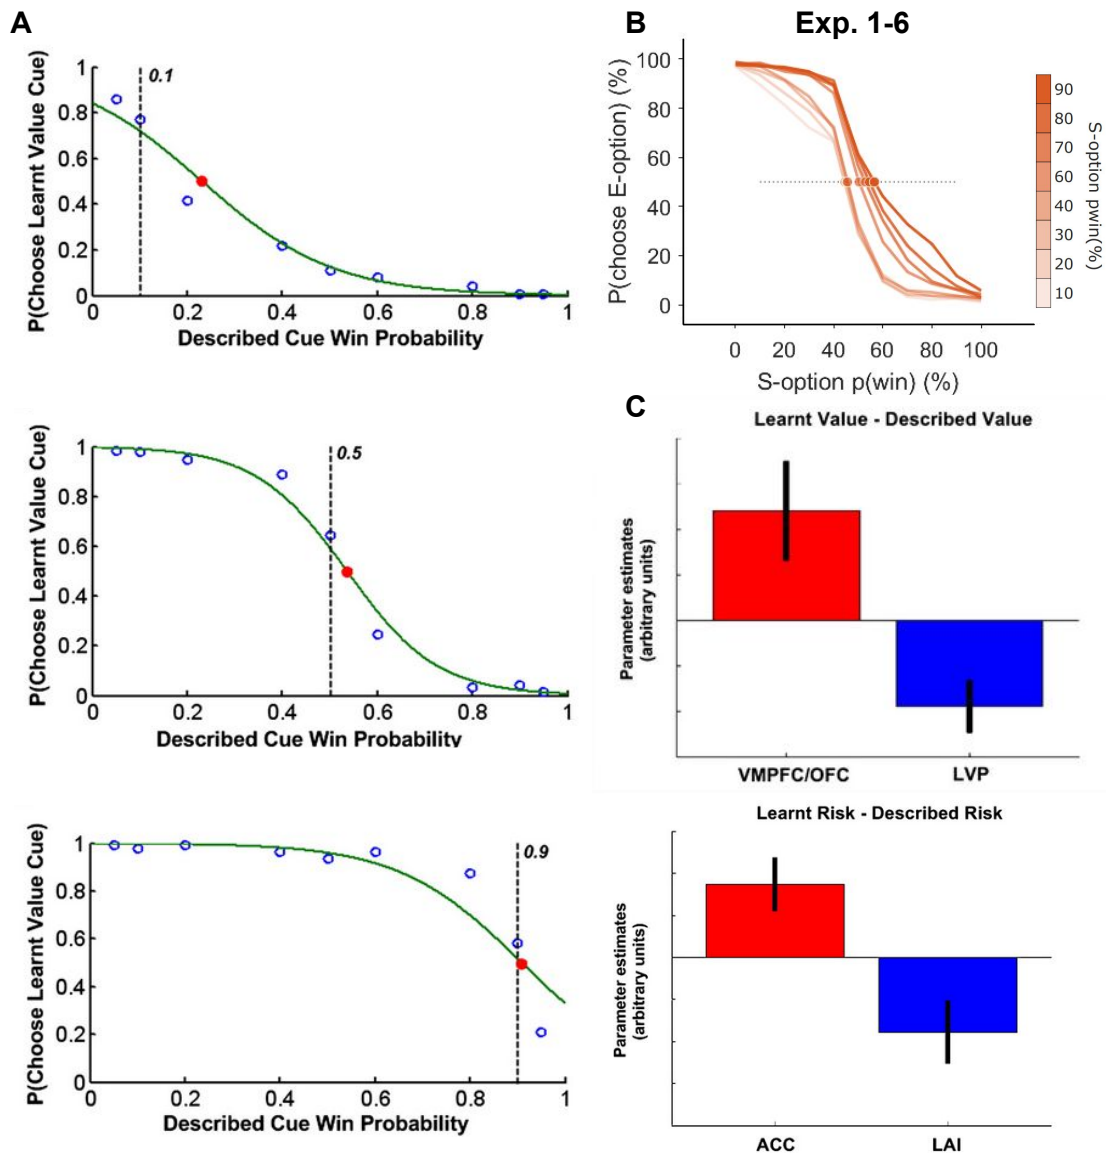 A
P(Choose Learnt Value Cue)
1
0.8
0.6
0.4
0.2
0
0.1
0
0.2
0.4
0.6
0.8
1
Described Cue Win Probability
P(Choose Learnt Value Cue)
1
0.8
0.6
0.4
0.2
0
0.5
0
0.2
0.4
0.6
0.8
1
Described Cue Win Probability
P(Choose Learnt Value Cue)
1
0.8
0.6
0.4
0.2
0
0.9
0
0.2
0.4
0.6
0.8
1
Described Cue Win Probability
B
Exp. 1-6
P(choose E-option) (%)
100
80
60
40
20
0
0
20
40
60
80
100
S-option p(win) (%)
90
80
70
60
40
30
20
10
S-option pwin(%)
C
Learnt Value - Described Value
Parameter estimates
(arbitrary units)
VMPFC/OFC
LVP
Learnt Risk - Described Risk
Parameter estimates
(arbitrary units)
ACC
LAI